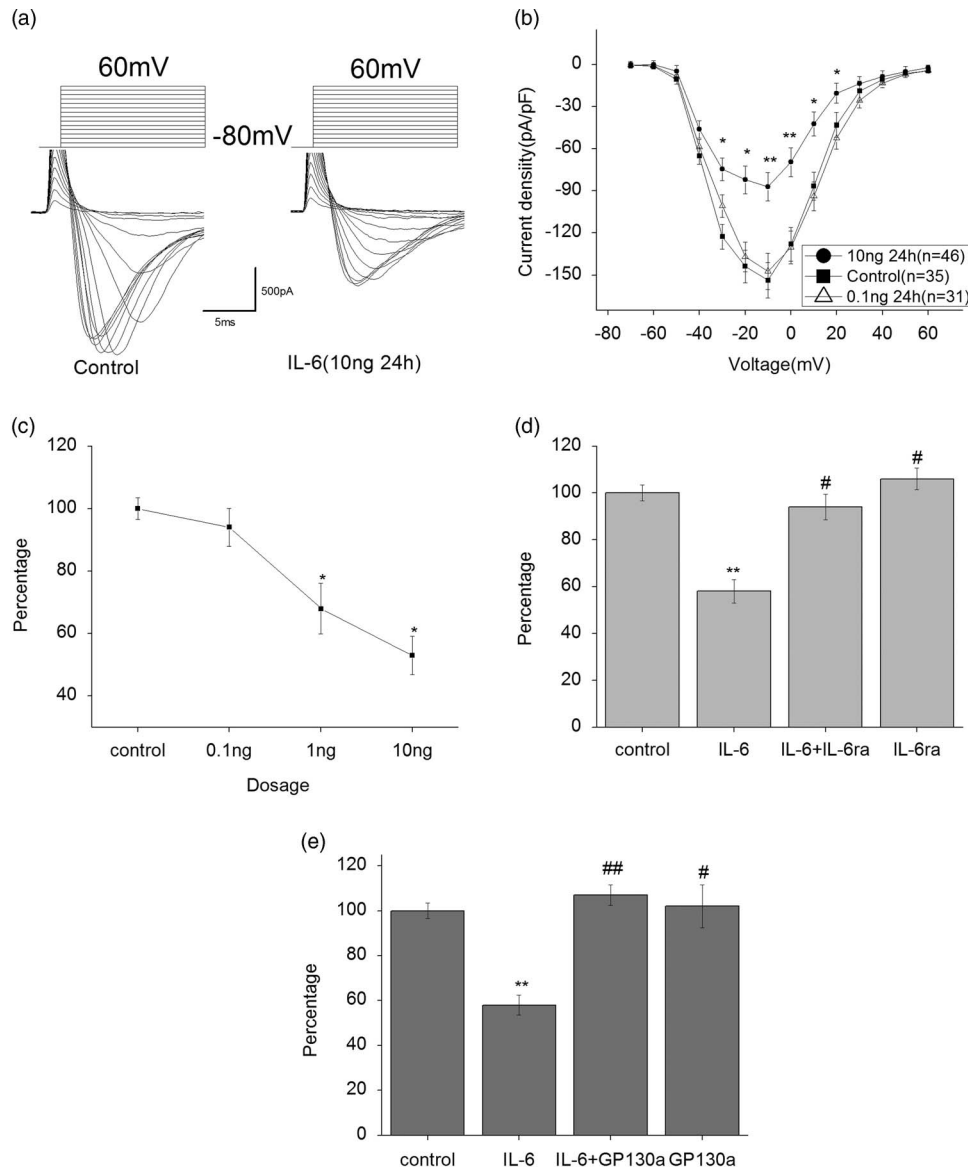 (a)
60mV
60mV
-80mV
500pA
5ms
Control
IL-6(10ng 24h)
(b)
0
-30
-60
-90
-120
-150
Current densiity(pA/pF)
*
*
**
**
*
*
10ng 24h(n=46)
Control(n=35)
0.1ng 24h(n=31)
-80
-60
-40
-20
0
20
40
60
Voltage(mV)
(c)
120
100
80
60
40
Percentage
*
*
control
0.1ng
1ng
10ng
Dosage
(d)
120
100
80
60
40
20
0
Percentage
**
#
#
control
IL-6
IL-6+IL-6ra
IL-6ra
(e)
120
100
80
60
40
20
0
Percentage
**
##
#
control
IL-6
IL-6+GP130a
GP130a